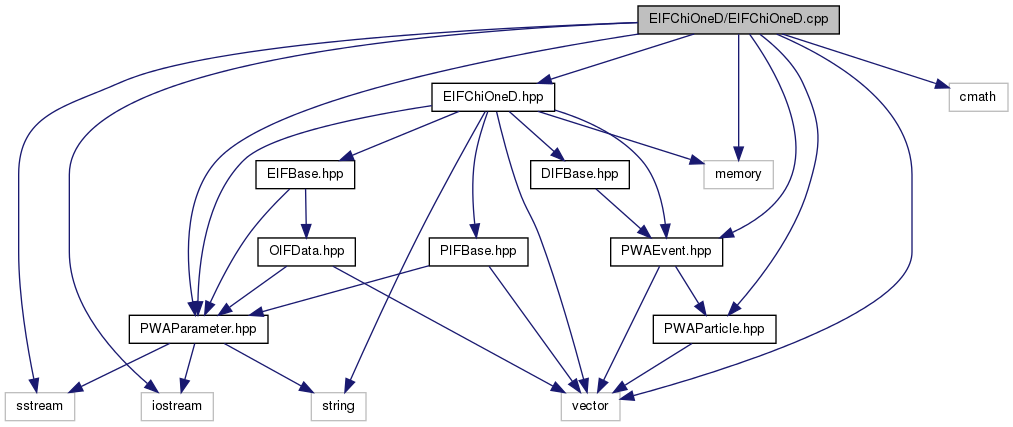 EIFChiOneD/EIFChiOneD.cpp
EIFChiOneD.hpp
cmath
EIFBase.hpp
DIFBase.hpp
memory
OIFData.hpp
PIFBase.hpp
PWAEvent.hpp
PWAParameter.hpp
PWAParticle.hpp
sstream
iostream
string
vector